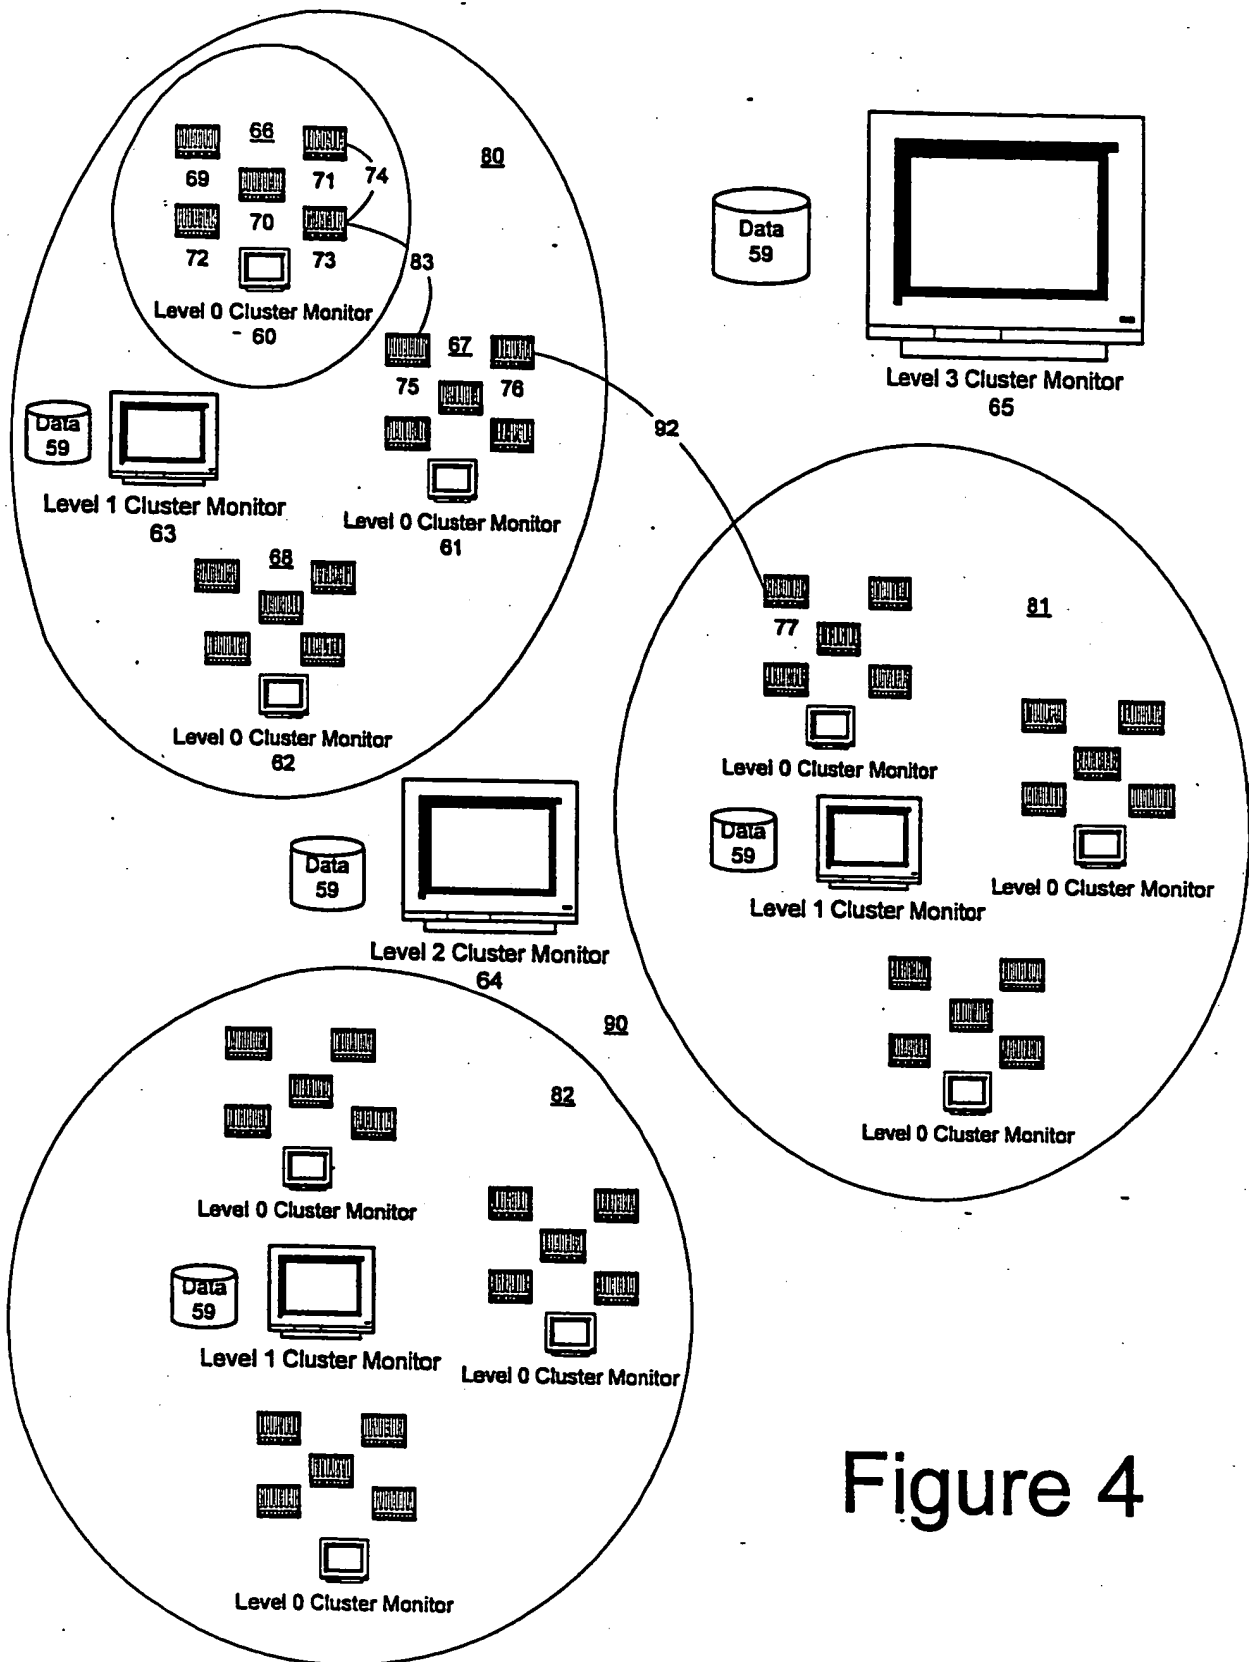 66
80
69
71
74
70
72
73
83
Level 0 Cluster Monitor
60
Data
59
Level 3 Cluster Monitor
65
67
75
76
92
Data
59
Level 1 Cluster Monitor
63
Level 0 Cluster Monitor
61
68
Level 0 Cluster Monitor
62
81
77
Level 0 Cluster Monitor
Data
59
Level 1 Cluster Monitor
Level 0 Cluster Monitor
Data
59
Level 2 Cluster Monitor
64
90
Level 0 Cluster Monitor
82
Level 0 Cluster Monitor
Data
59
Level 1 Cluster Monitor
Level 0 Cluster Monitor
Level 0 Cluster Monitor
Figure 4